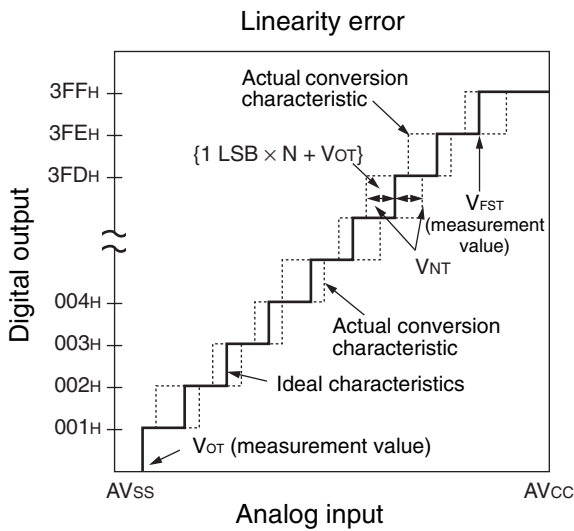 Linearity error
Actual conversion
characteristic
{1 LSB × N + VOT}
3FFH
3FEH
3FDH
004H
003H
002H
001H
Digital output
VFST
(measurement
value)
VNT
Actual conversion
characteristic
Ideal characteristics
VOT (measurement value)
AVSS
AVCC
Analog input